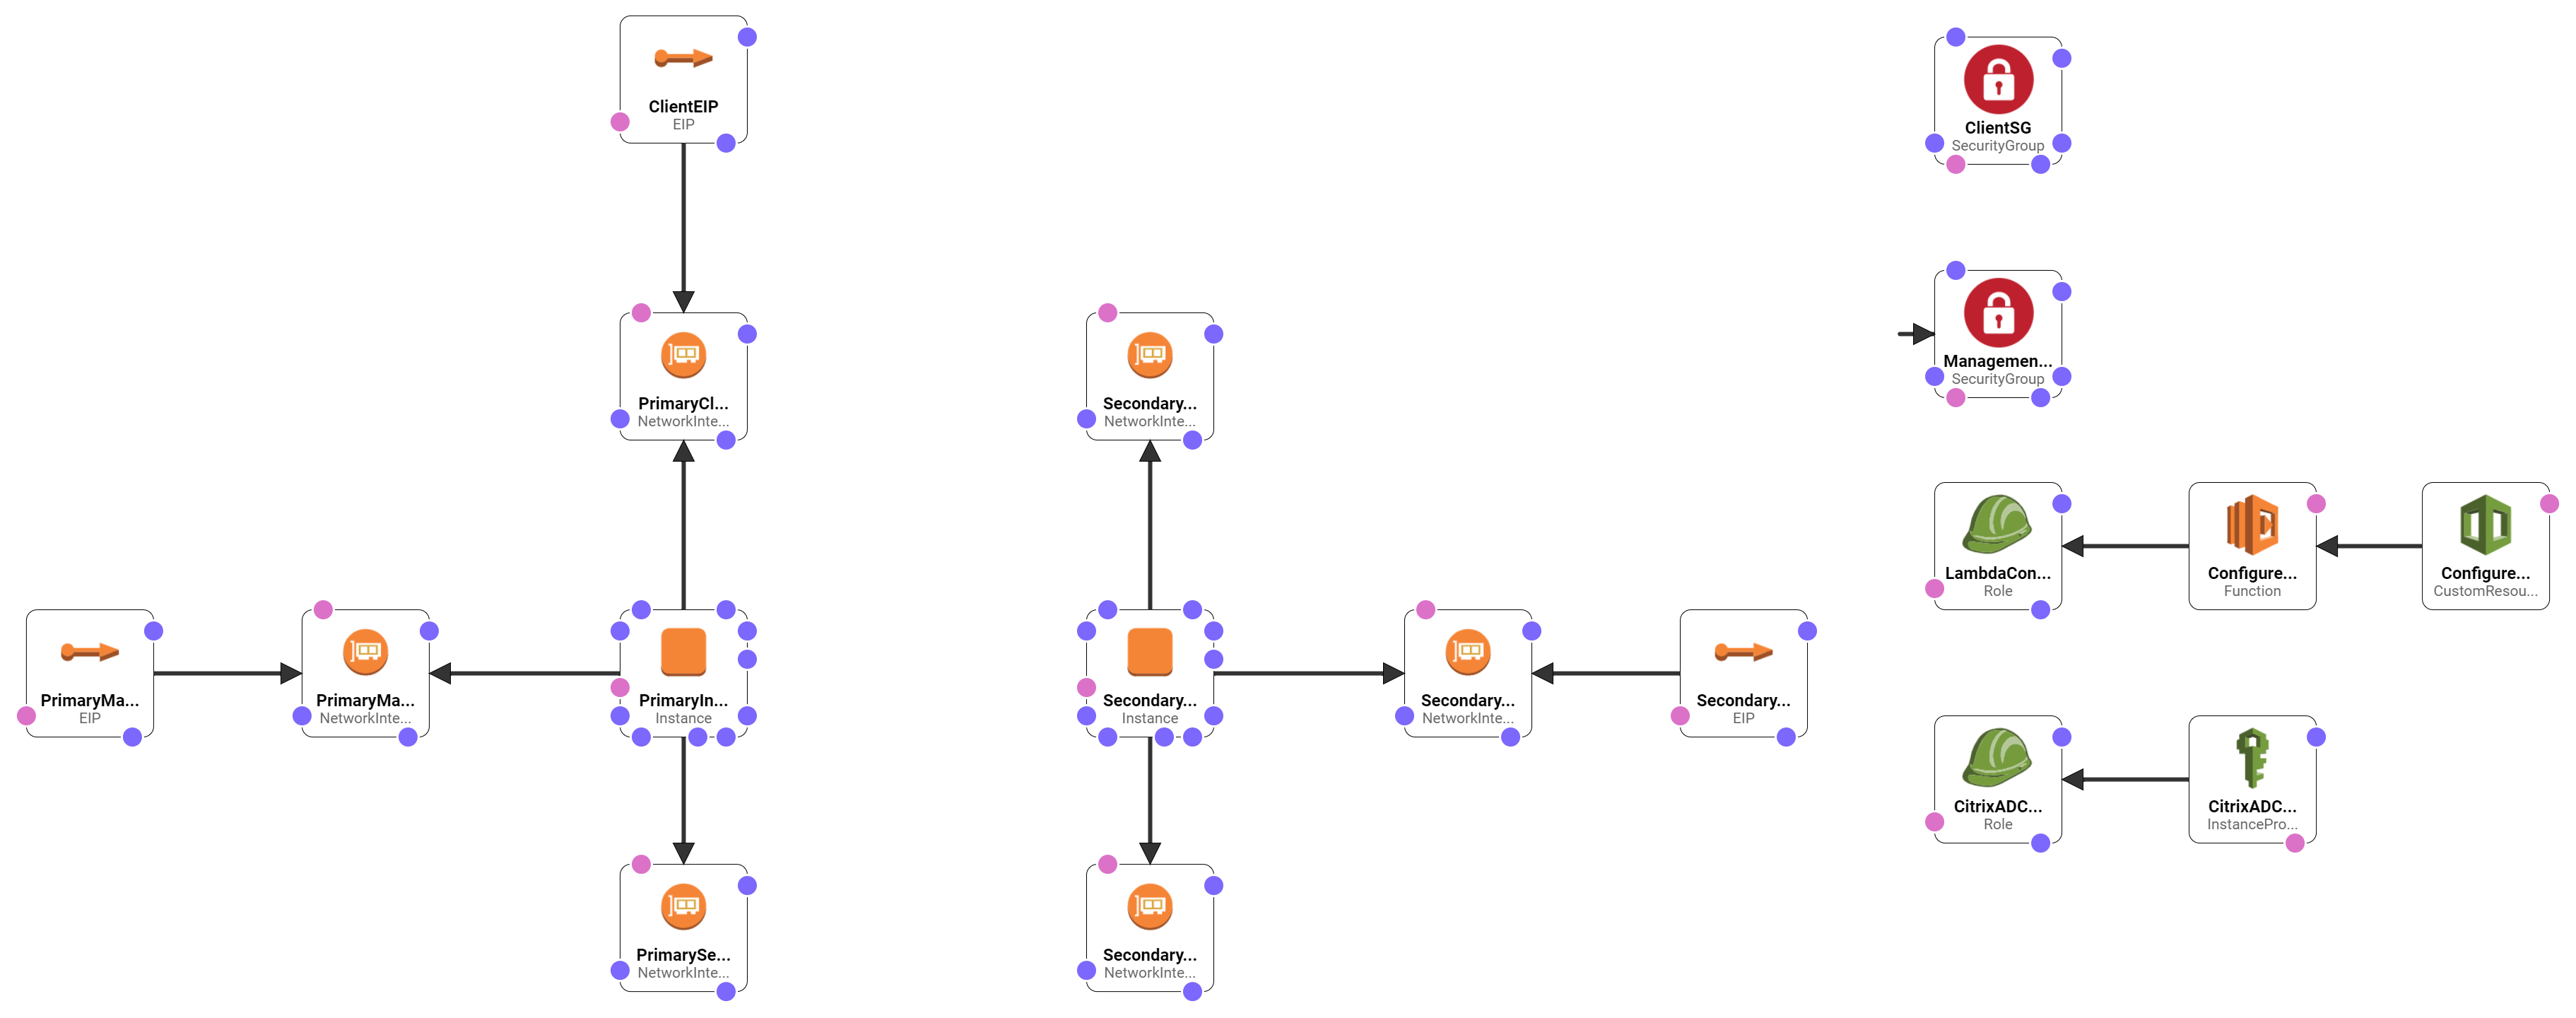 ClientEIP
EIP
ClientSG
SecurityGroup
PrimaryCl...
NetworkInte...
Secondary...
NetworkInte...
Managemen...
SecurityGroup
LambdaCon...
Role
Configure...
Function
Configure...
CustomResou...
PrimaryMa...
EIP
PrimaryMa...
NetworkInte...
PrimaryIn...
Instance
Secondary...
Instance
Secondary...
NetworkInte...
Secondary...
EIP
CitrixADC...
Role
CitrixADC...
InstancePro...
PrimarySe...
NetworkInte...
Secondary...
NetworkInte...